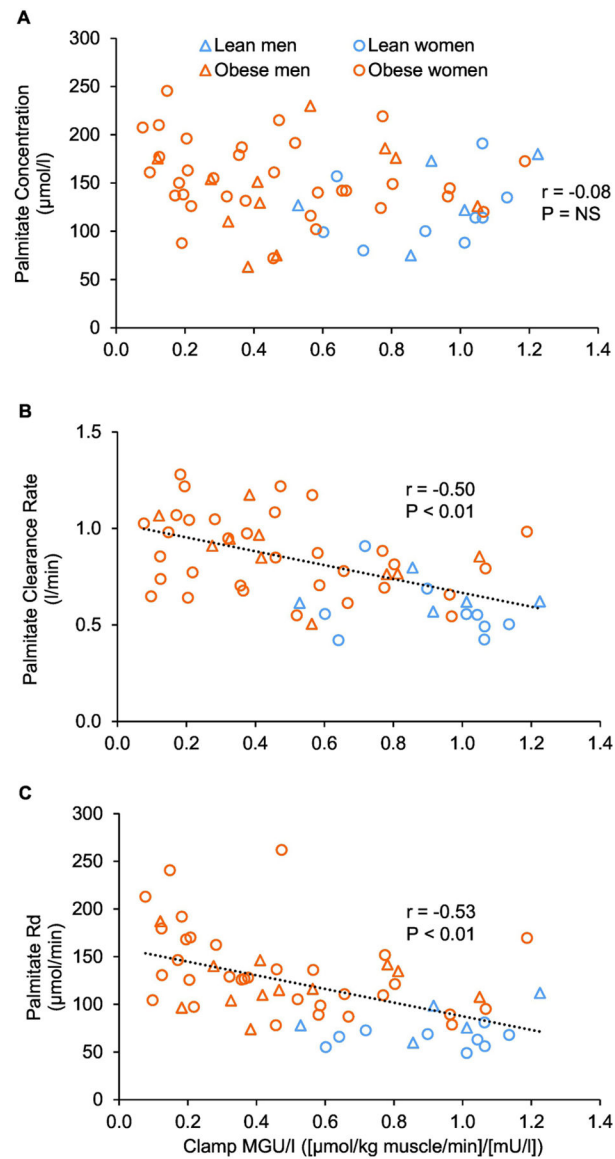 A
Lean men
Lean women
Obese men
Obese women
Palmitate Concentration
(μmol/l)
300
250
200
150
100
50
0
r = -0.08
P = NS
0.0 0.2 0.4 0.6 0.8 1.0 1.2 1.4
B
Palmitate Clearance Rate
(l/min)
1.5
1.0
0.5
0.0
r = -0.50
P < 0.01
0.0 0.2 0.4 0.6 0.8 1.0 1.2 1.4
C
Palmitate Rd
(μmol/min)
300
250
200
150
100
50
0
r = -0.53
P < 0.01
0.0 0.2 0.4 0.6 0.8 1.0 1.2 1.4
Clamp MGU/I ([μmol/kg muscle/min]/[mU/l])